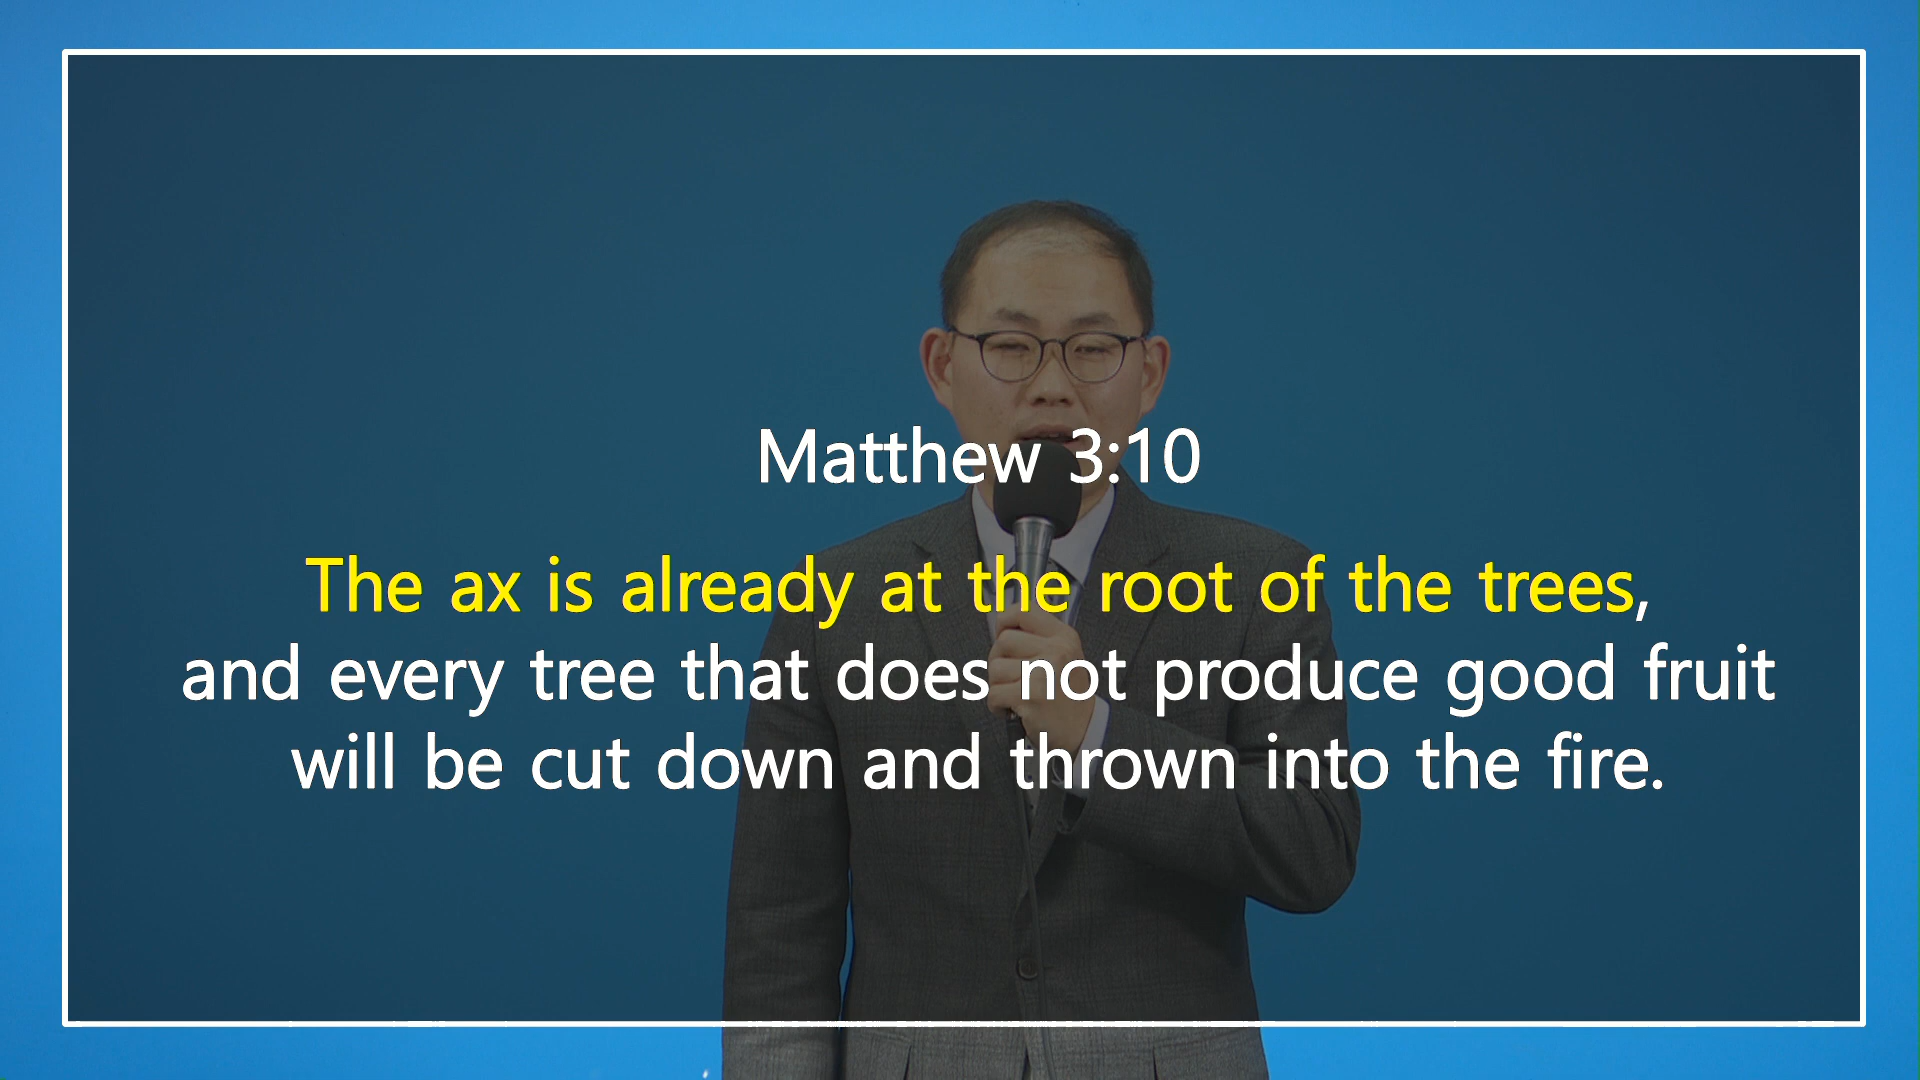 Matthew 3:10
The ax is already at the root of the trees,
and every tree that does not produce good fruit
will be cut down and thrown into the fire.